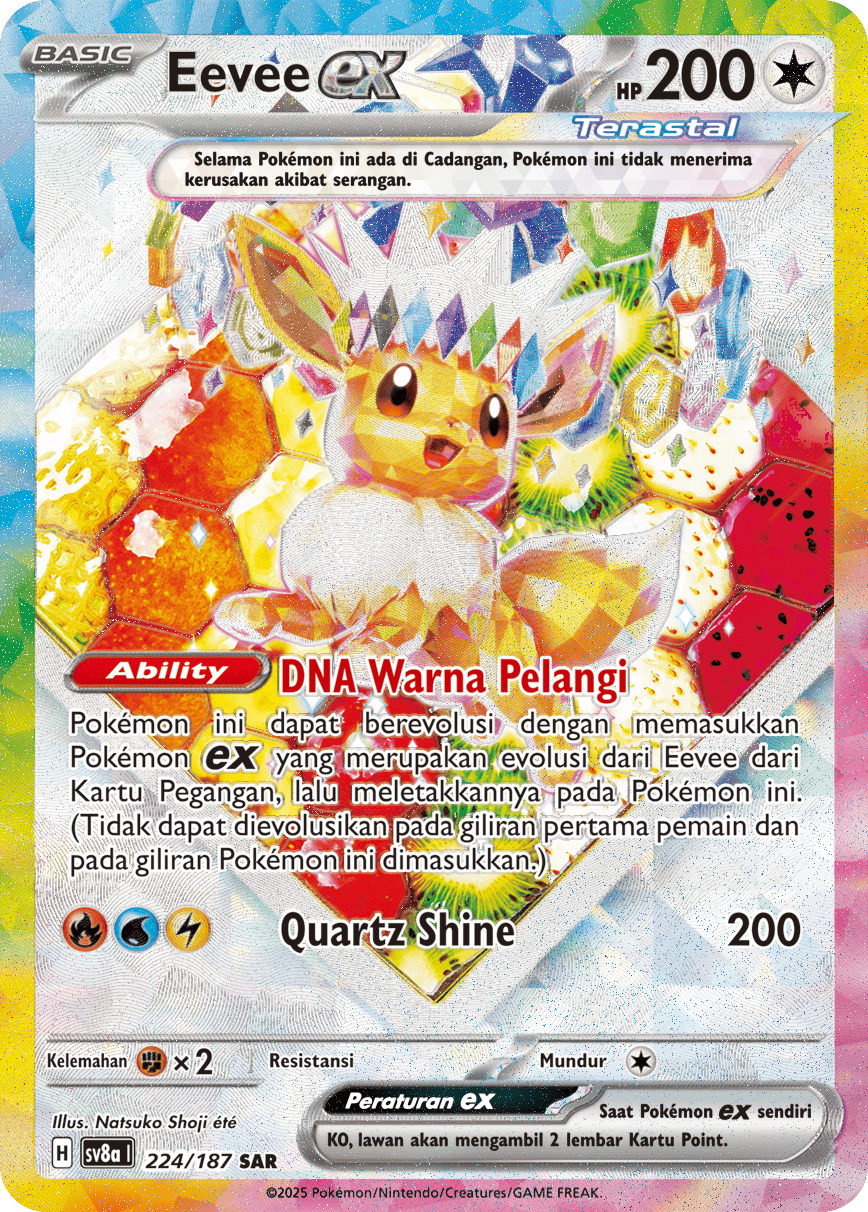 BASIC
Eevee ex
HP 200
Terastal
Selama Pokémon ini ada di Cadangan, Pokémon ini tidak menerima
kerusakan akibat serangan.
Ability DNA Warna Pelangi
Pokémon ini dapat berevolusi dengan memasukkan
Pokémon ex yang merupakan evolusi dari Eevee dari
Kartu Pegangan, lalu meletakkannya pada Pokémon ini.
(Tidak dapat dievolusikan pada giliran pertama pemain dan
pada giliran Pokémon ini dimasukkan.)
Quartz Shine 200
Kelemahan ×2 Resistansi Mundur
Peraturan ex Saat Pokémon ex sendiri
KO, lawan akan mengambil 2 lembar Kartu Point.
Illus. Natsuko Shoji été
H sv8a I 224/187 SAR
©2025 Pokémon/Nintendo/Creatures/GAME FREAK.